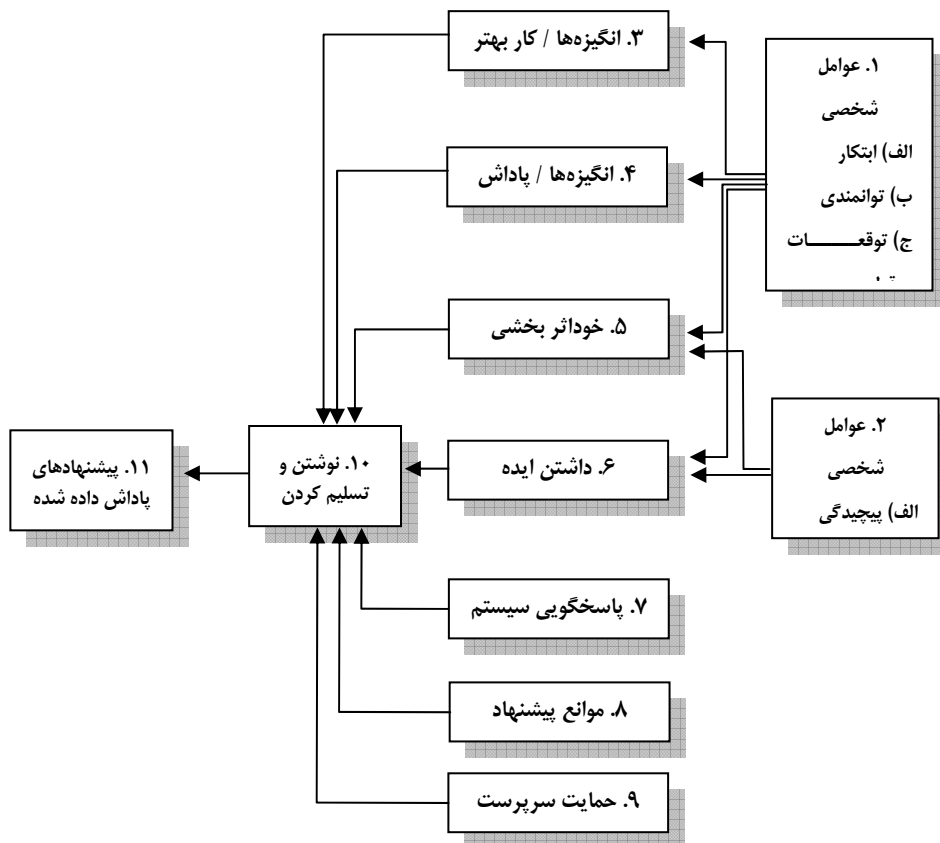 ۱. عوامل
شخصی
الف) ابتکار
ب) توانمندی
ج) توقعـــــات
۲. عوامل
شخصی
الف) پیچیدگی
۳. انگیزه‌ها / کار بهتر
۴. انگیزه‌ها / پاداش
۵. خوداثر بخشی
۶. داشتن ایده
۷. پاسخگویی سیستم
۸. موانع پیشنهاد
۹. حمایت سرپرست
۱۰. نوشتن و
تسلیم کردن
۱۱. پیشنهادهای
پاداش داده شده